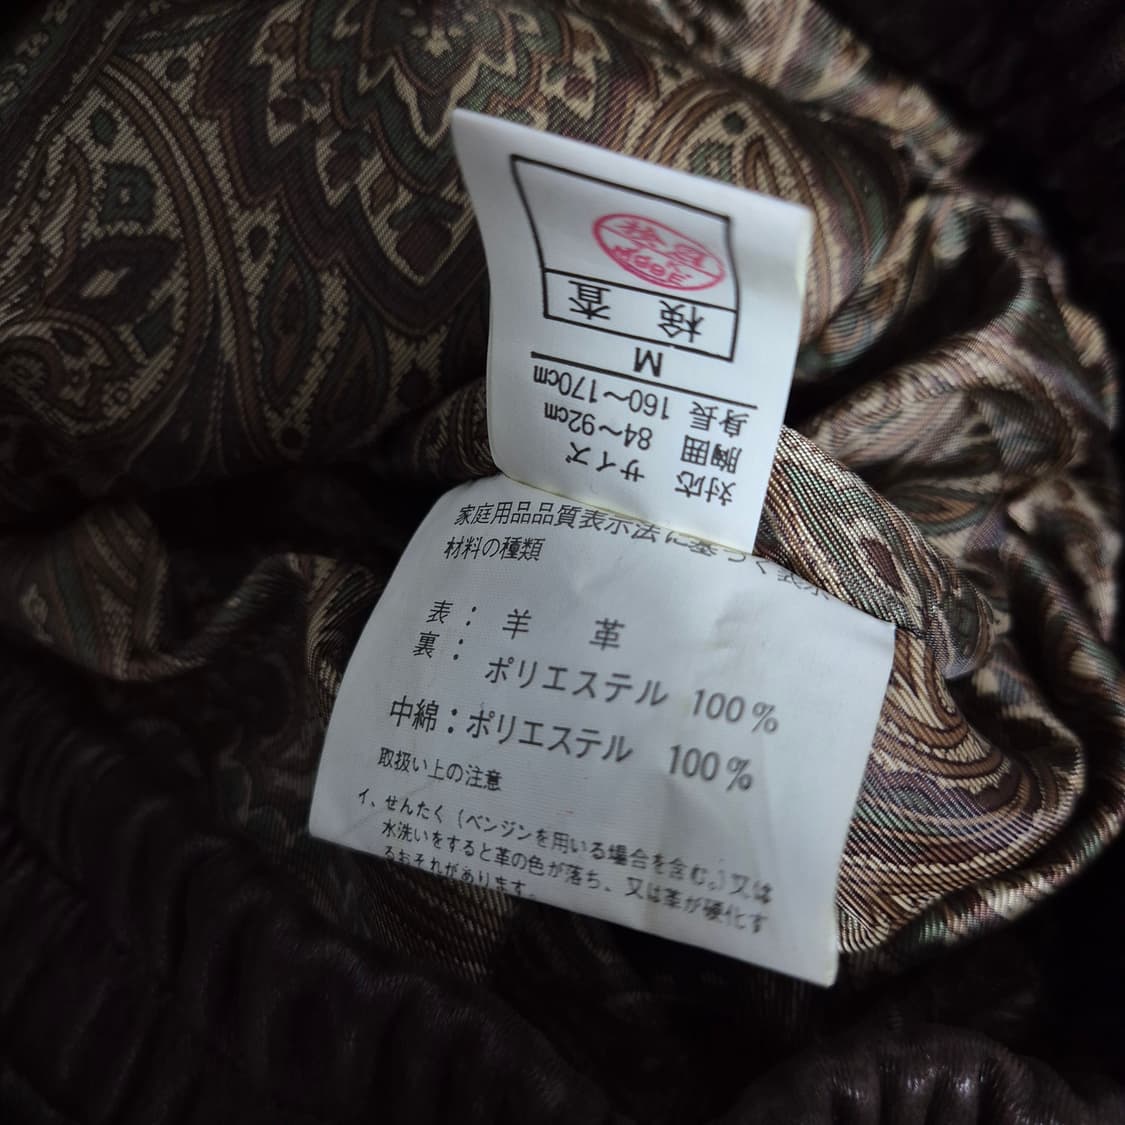 対応 サイズ
胸囲 84～92㎝
身長 160～170㎝
M
検 査
家庭用品品質表示法に基づく表示
材料の種類
表： 羊 革
裏： ポリエステル 100%
中綿：ポリエステル 100%
取扱い上の注意
イ、せんたく（ベンジンを用いる場合を含む。）又は
水洗いをすると革の色が落ち、又は革が硬化す
るおそれがあります。